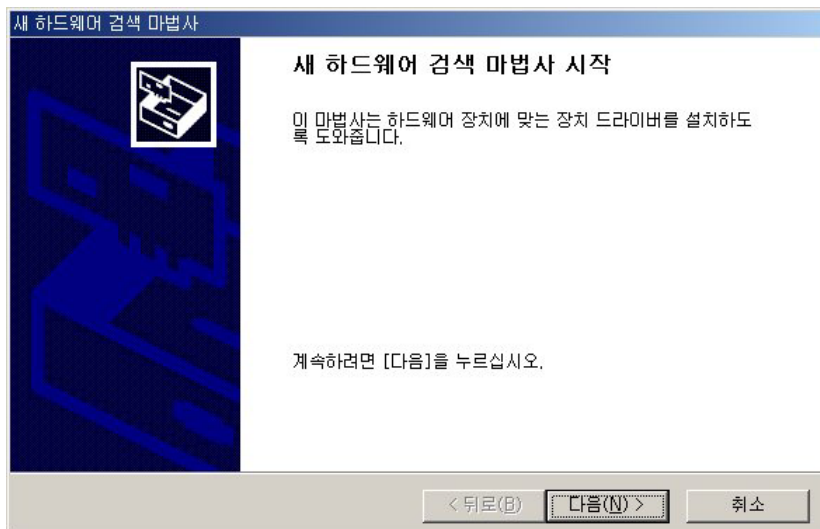 새 하드웨어 검색 마법사
새 하드웨어 검색 마법사 시작
이 마법사는 하드웨어 장치에 맞는 장치 드라이버를 설치하도
록 도와줍니다.
계속하려면 [다음]을 누르십시오.
< 뒤로(B) 다음(N) > 취소